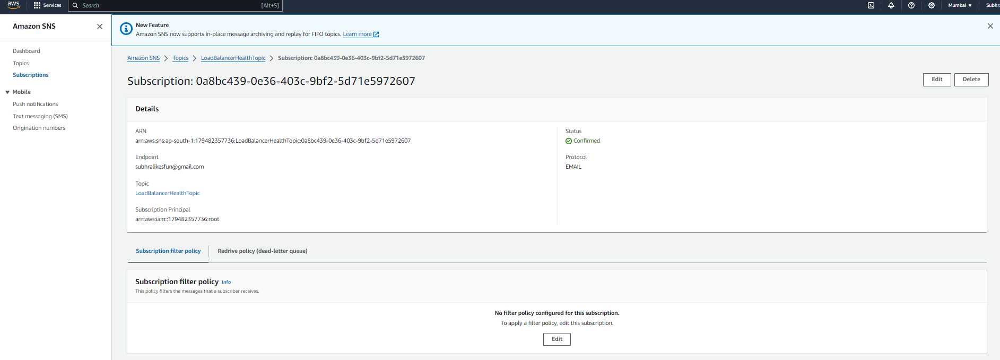 aws
Services
Search
[Alt+S]
Mumbai
Subhra
Amazon SNS
Dashboard
Topics
Subscriptions
Mobile
Push notifications
Text messaging (SMS)
Origination numbers
New Feature
Amazon SNS now supports in-place message archiving and replay for FIFO topics. Learn more
Amazon SNS > Topics > LoadBalancerHealthTopic > Subscription: 0a8bc439-0e36-403c-9bf2-5d71e5972607
Subscription: 0a8bc439-0e36-403c-9bf2-5d71e5972607
Edit
Delete
Details
ARN
arn:aws:sns:ap-south-1:179482357736:LoadBalancerHealthTopic:0a8bc439-0e36-403c-9bf2-5d71e5972607
Endpoint
subhralikesfun@gmail.com
Topic
LoadBalancerHealthTopic
Subscription Principal
arn:aws:iam::179482357736:root
Status
Confirmed
Protocol
EMAIL
Subscription filter policy
Redrive policy (dead-letter queue)
Subscription filter policy Info
This policy filters the messages that a subscriber receives.
No filter policy configured for this subscription.
To apply a filter policy, edit this subscription.
Edit